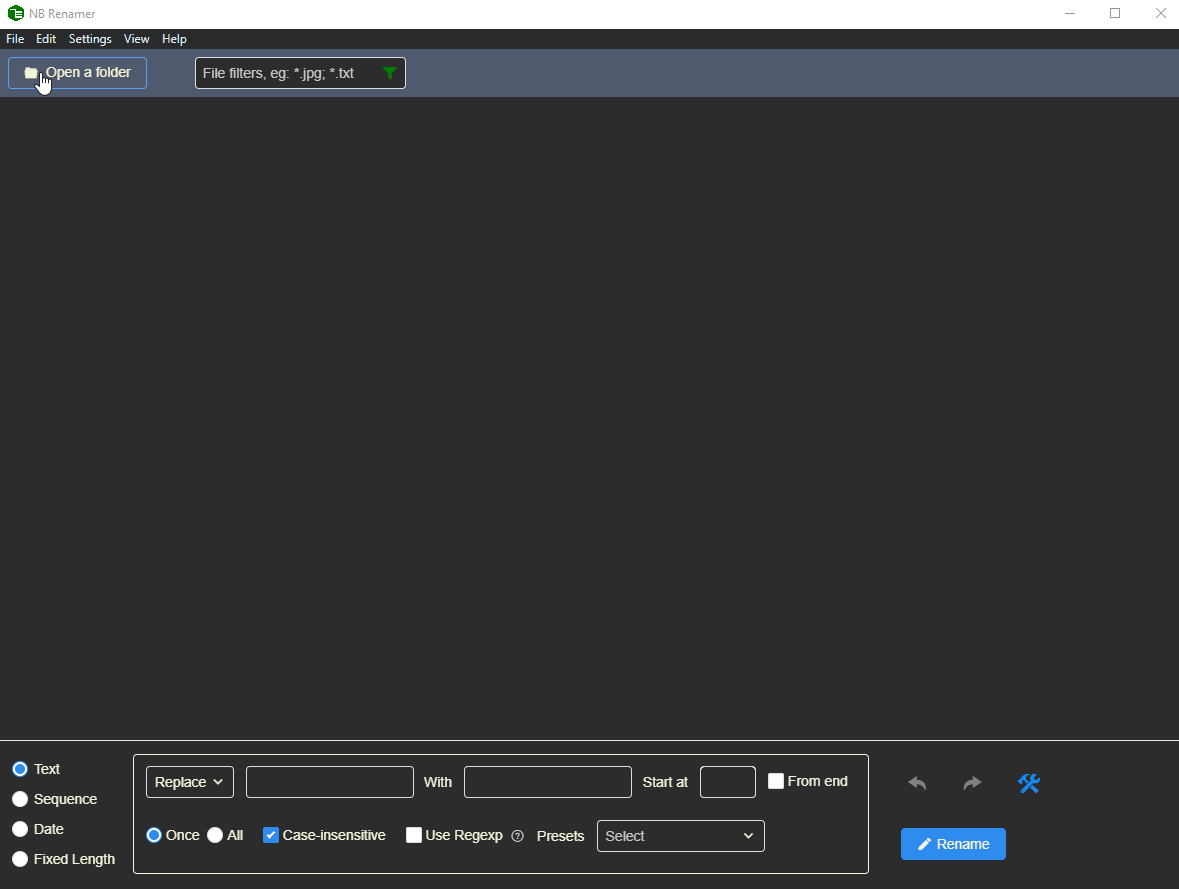 NB Renamer
File Edit Settings View Help
Open a folder File filters, eg: *.jpg; *.txt
Text
Sequence
Date
Fixed Length
Replace With Start at From end
Once All Case-insensitive Use Regexp ? Presets Select
Rename